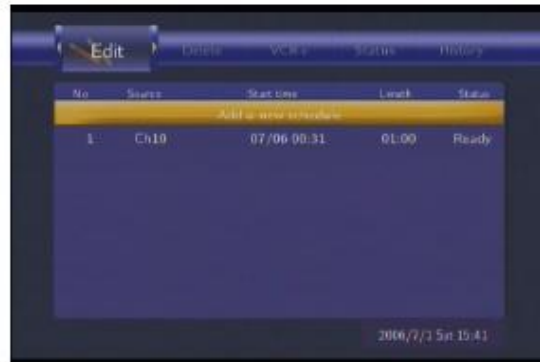 Edit Delete VCR+ Status History
No Source Start time Length Status
Add a new schedule
1 Ch10 07/06 00:31 01:00 Ready
2006/7/1 Sat 15:41